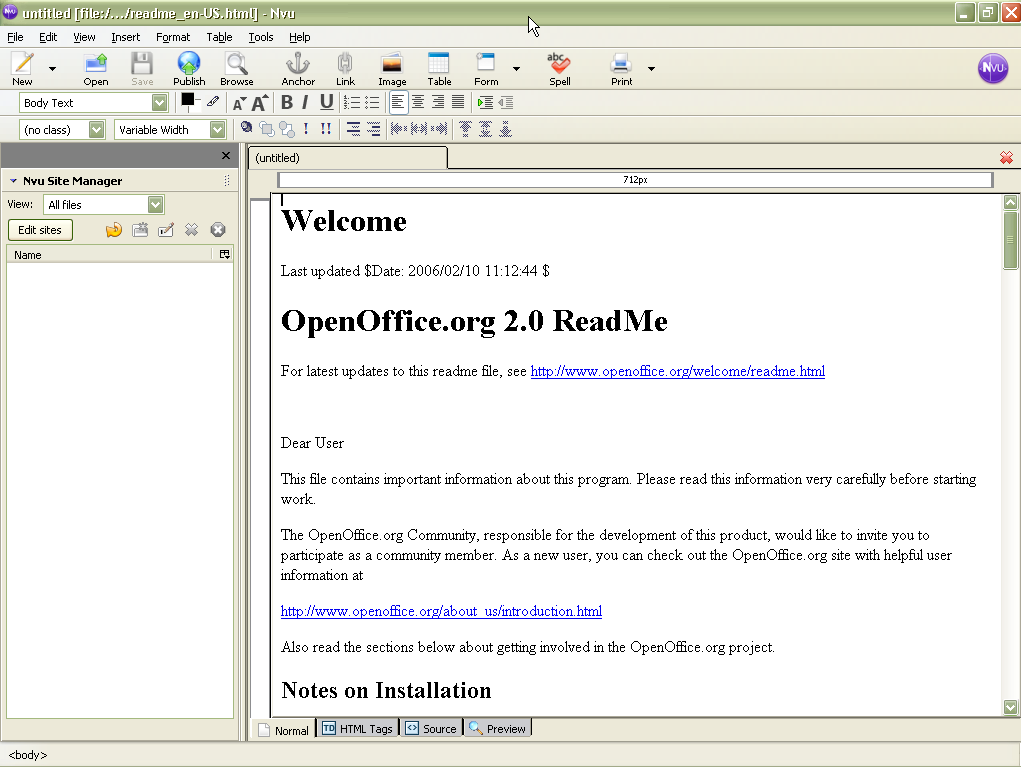 untitled [file:/.../readme_en-US.html] - Nvu
File Edit View Insert Format Table Tools Help
New Open Save Publish Browse Anchor Link Image Table Form Spell Print
NVU
Body Text
(no class) Variable Width
(untitled)
Nvu Site Manager
712px
View: All files
Edit sites
Name
Welcome
Last updated $Date: 2006/02/10 11:12:44 $
OpenOffice.org 2.0 ReadMe
For latest updates to this readme file, see http://www.openoffice.org/welcome/readme.html
Dear User
This file contains important information about this program. Please read this information very carefully before starting
work.
The OpenOffice.org Community, responsible for the development of this product, would like to invite you to
participate as a community member. As a new user, you can check out the OpenOffice.org site with helpful user
information at
http://www.openoffice.org/about_us/introduction.html
Also read the sections below about getting involved in the OpenOffice.org project.
Notes on Installation
Normal HTML Tags Source Preview
<body>